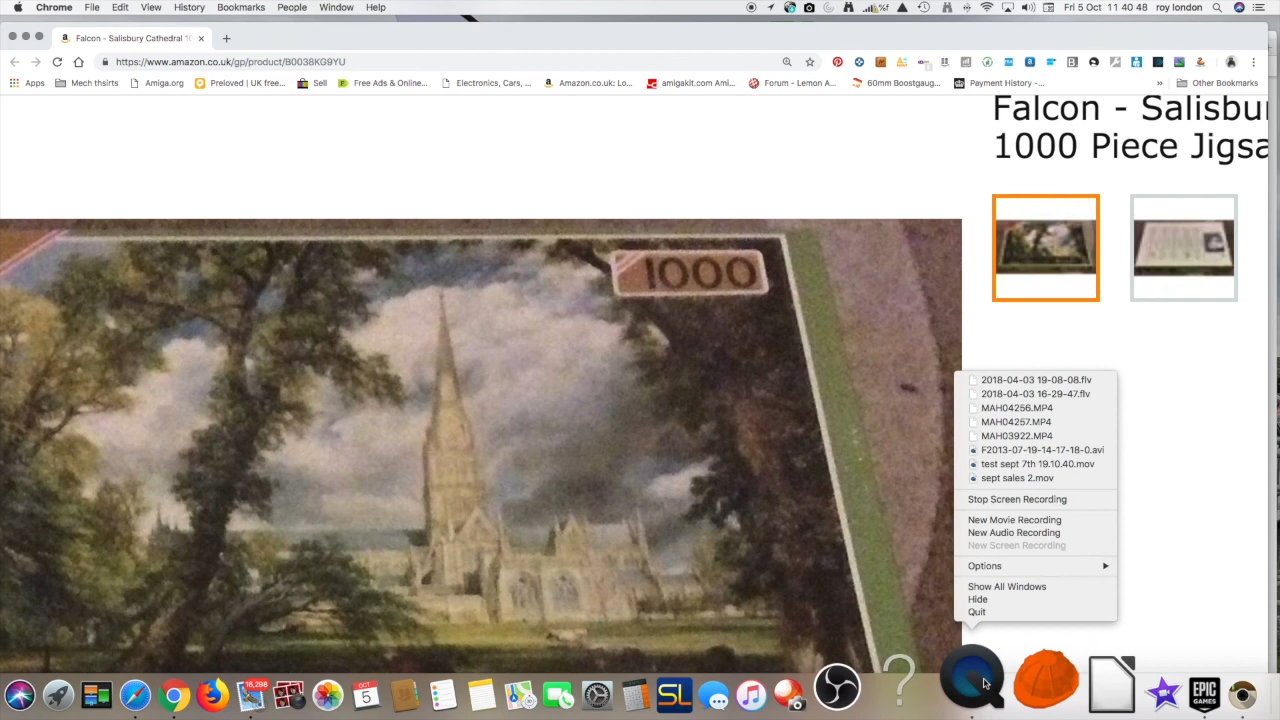 Chrome File Edit View History Bookmarks People Window Help
Fri 5 Oct 11 40 48 roy london
Falcon - Salisbury Cathedral 10
https://www.amazon.co.uk/gp/product/B0038KG9YU
Apps Mech thsirts Amiga.org Preloved | UK free... Sell Free Ads & Online... Electronics, Cars, ... Amazon.co.uk: Lo... amigakit.com Ami... Forum - Lemon A... 60mm Boostgaug... Payment History -... » Other Bookmarks
Falcon - Salisbur
1000 Piece Jigsa
1000
2018-04-03 19-08-08.flv
2018-04-03 16-29-47.flv
MAH04256.MP4
MAH04257.MP4
MAH03922.MP4
F2013-07-19-14-17-18-0.avi
test sept 7th 19.10.40.mov
sept sales 2.mov
Stop Screen Recording
New Movie Recording
New Audio Recording
New Screen Recording
Options
Show All Windows
Hide
Quit
16,298
OCT
5
SL
?
EPIC
GAMES